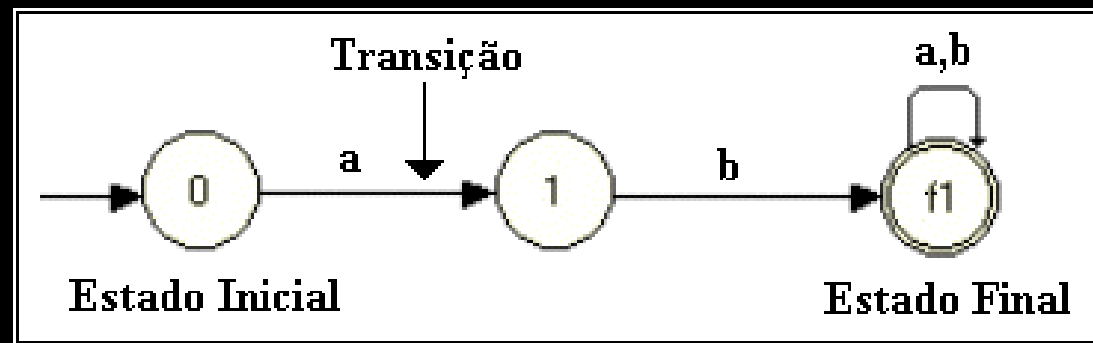 Transição
a,b
a
b
0
1
f1
Estado Inicial
Estado Final